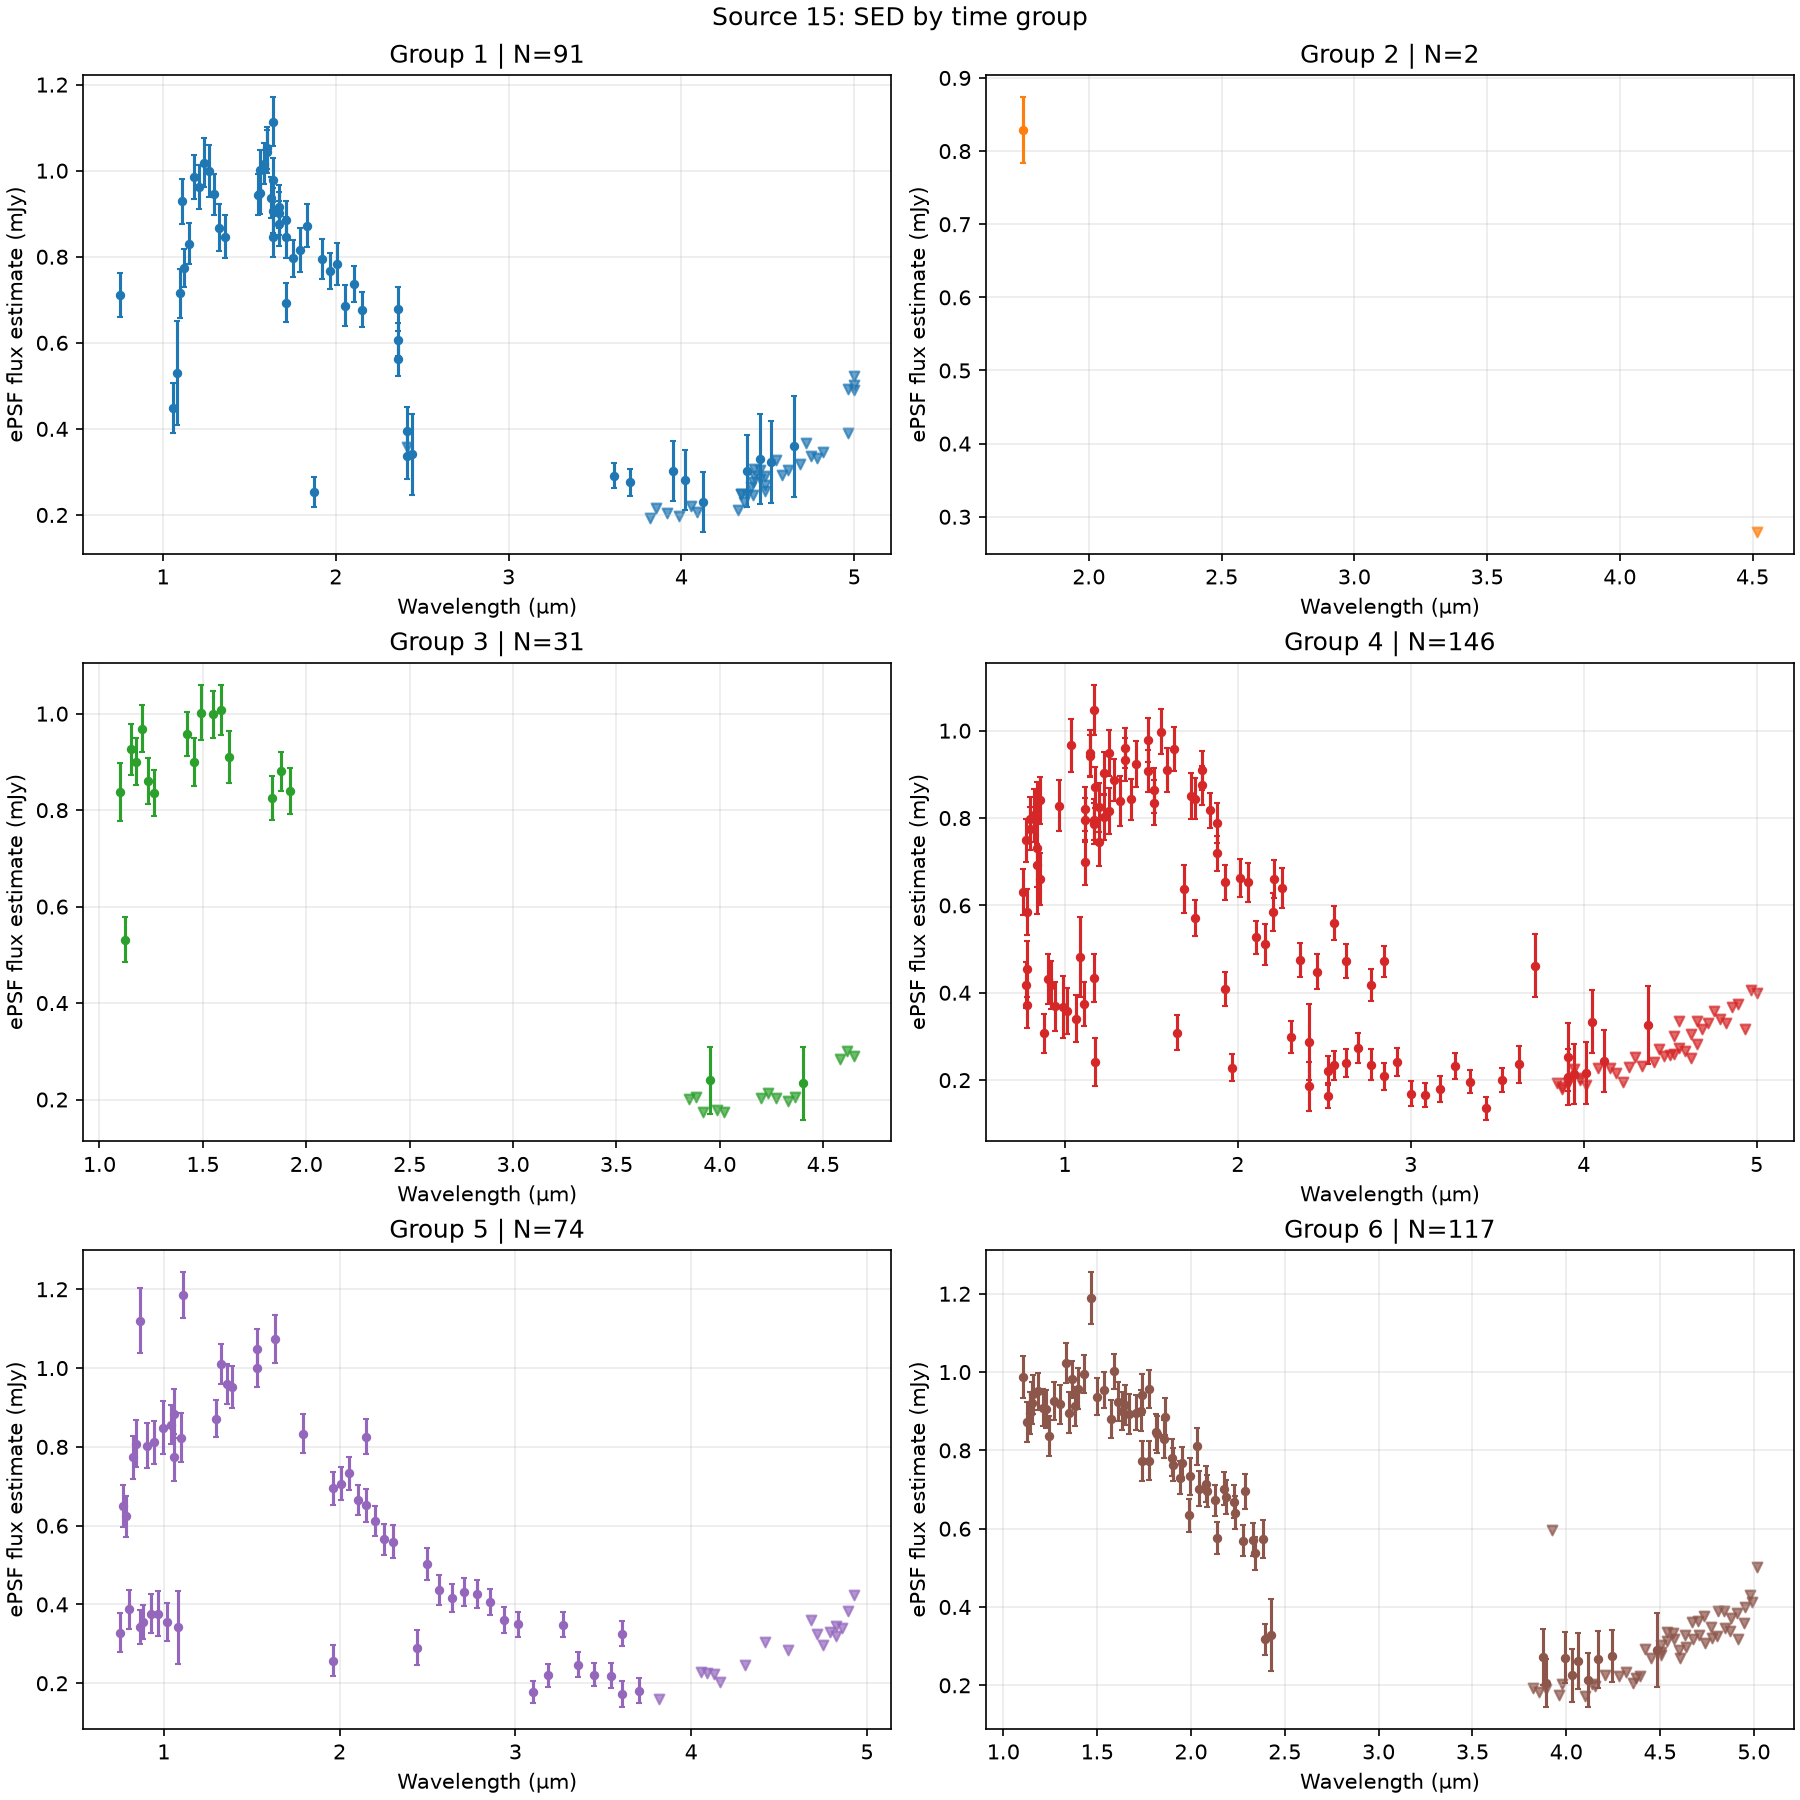 Source 15: SED by time group
Group 1 | N=91
ePSF flux estimate (mJy)
1.2
1.0
0.8
0.6
0.4
0.2
1 2 3 4 5
Wavelength (μm)
Group 2 | N=2
ePSF flux estimate (mJy)
0.9
0.8
0.7
0.6
0.5
0.4
0.3
2.0 2.5 3.0 3.5 4.0 4.5
Wavelength (μm)
Group 3 | N=31
ePSF flux estimate (mJy)
1.0
0.8
0.6
0.4
0.2
1.0 1.5 2.0 2.5 3.0 3.5 4.0 4.5
Wavelength (μm)
Group 4 | N=146
ePSF flux estimate (mJy)
1.0
0.8
0.6
0.4
0.2
1 2 3 4 5
Wavelength (μm)
Group 5 | N=74
ePSF flux estimate (mJy)
1.2
1.0
0.8
0.6
0.4
0.2
1 2 3 4 5
Wavelength (μm)
Group 6 | N=117
ePSF flux estimate (mJy)
1.2
1.0
0.8
0.6
0.4
0.2
1.0 1.5 2.0 2.5 3.0 3.5 4.0 4.5 5.0
Wavelength (μm)